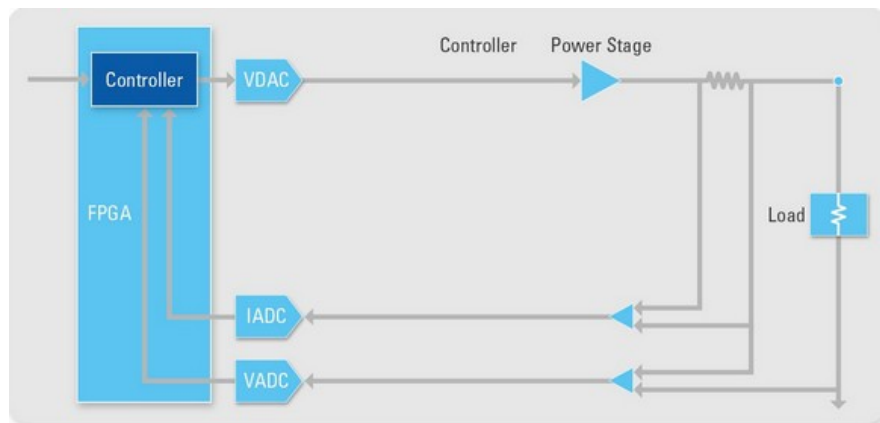 Controller Power Stage
Controller
VDAC
FPGA
Load
IADC
VADC